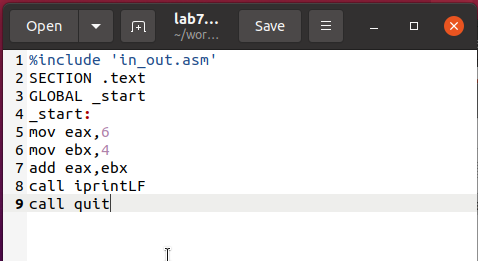 Open
lab7...
~/wor...
Save
1 %include 'in_out.asm'
2 SECTION .text
3 GLOBAL _start
4 _start:
5 mov eax,6
6 mov ebx,4
7 add eax,ebx
8 call iprintLF
9 call quit